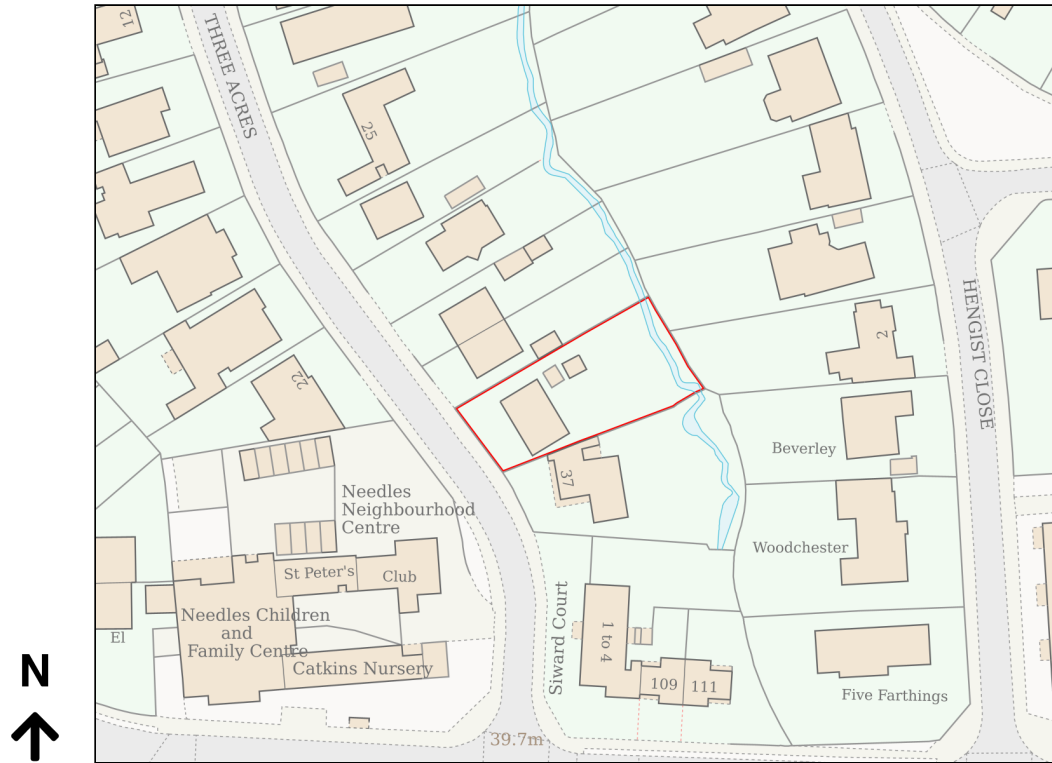 12
THREE ACRES
25
HENGIST CLOSE
2
22
Beverley
37
Needles
Neighbourhood
Centre
Woodchester
St Peter's
Club
Siward Court
1 to 4
Needles Children
and
Family Centre
El
N
Catkins Nursery
109
111
Five Farthings
39.7m